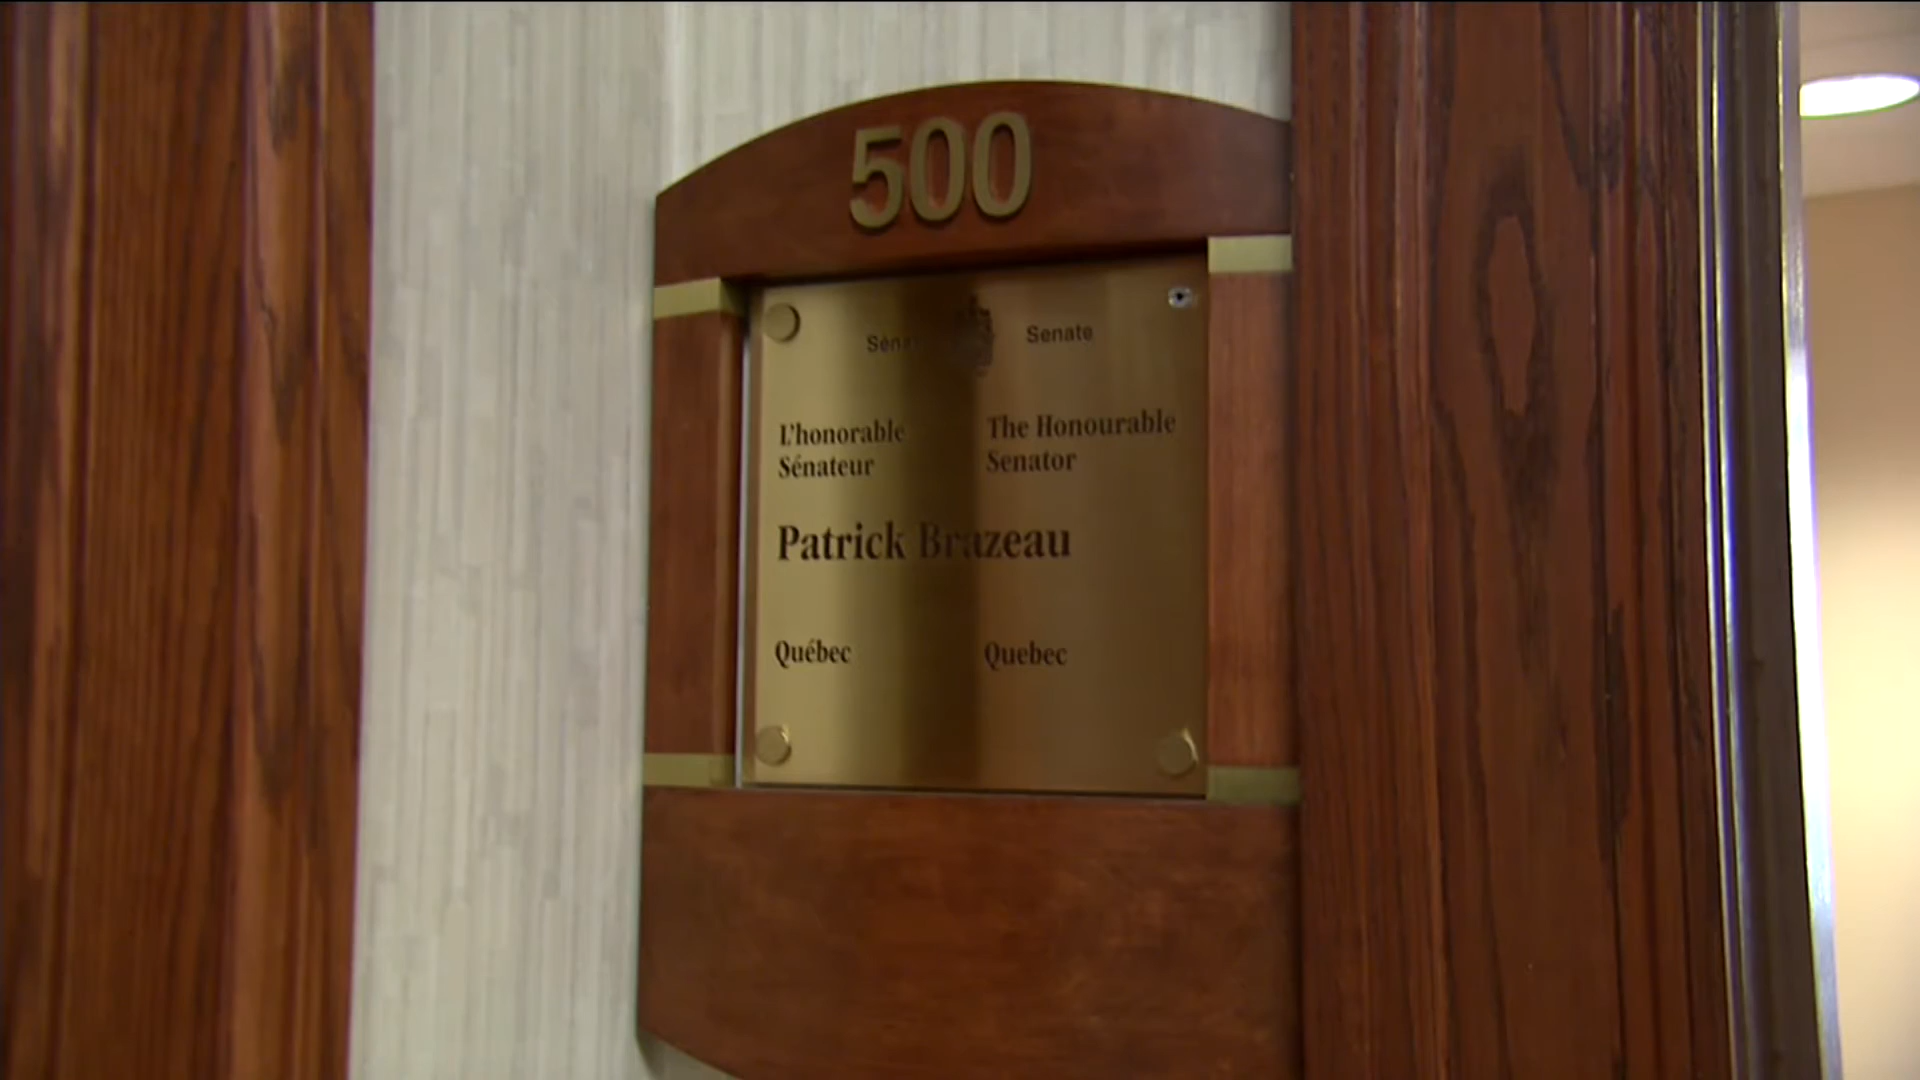 500
Senate
L'honorable The Honourable
Sénateur Senator
Patrick Brazeau
Québec Quebec